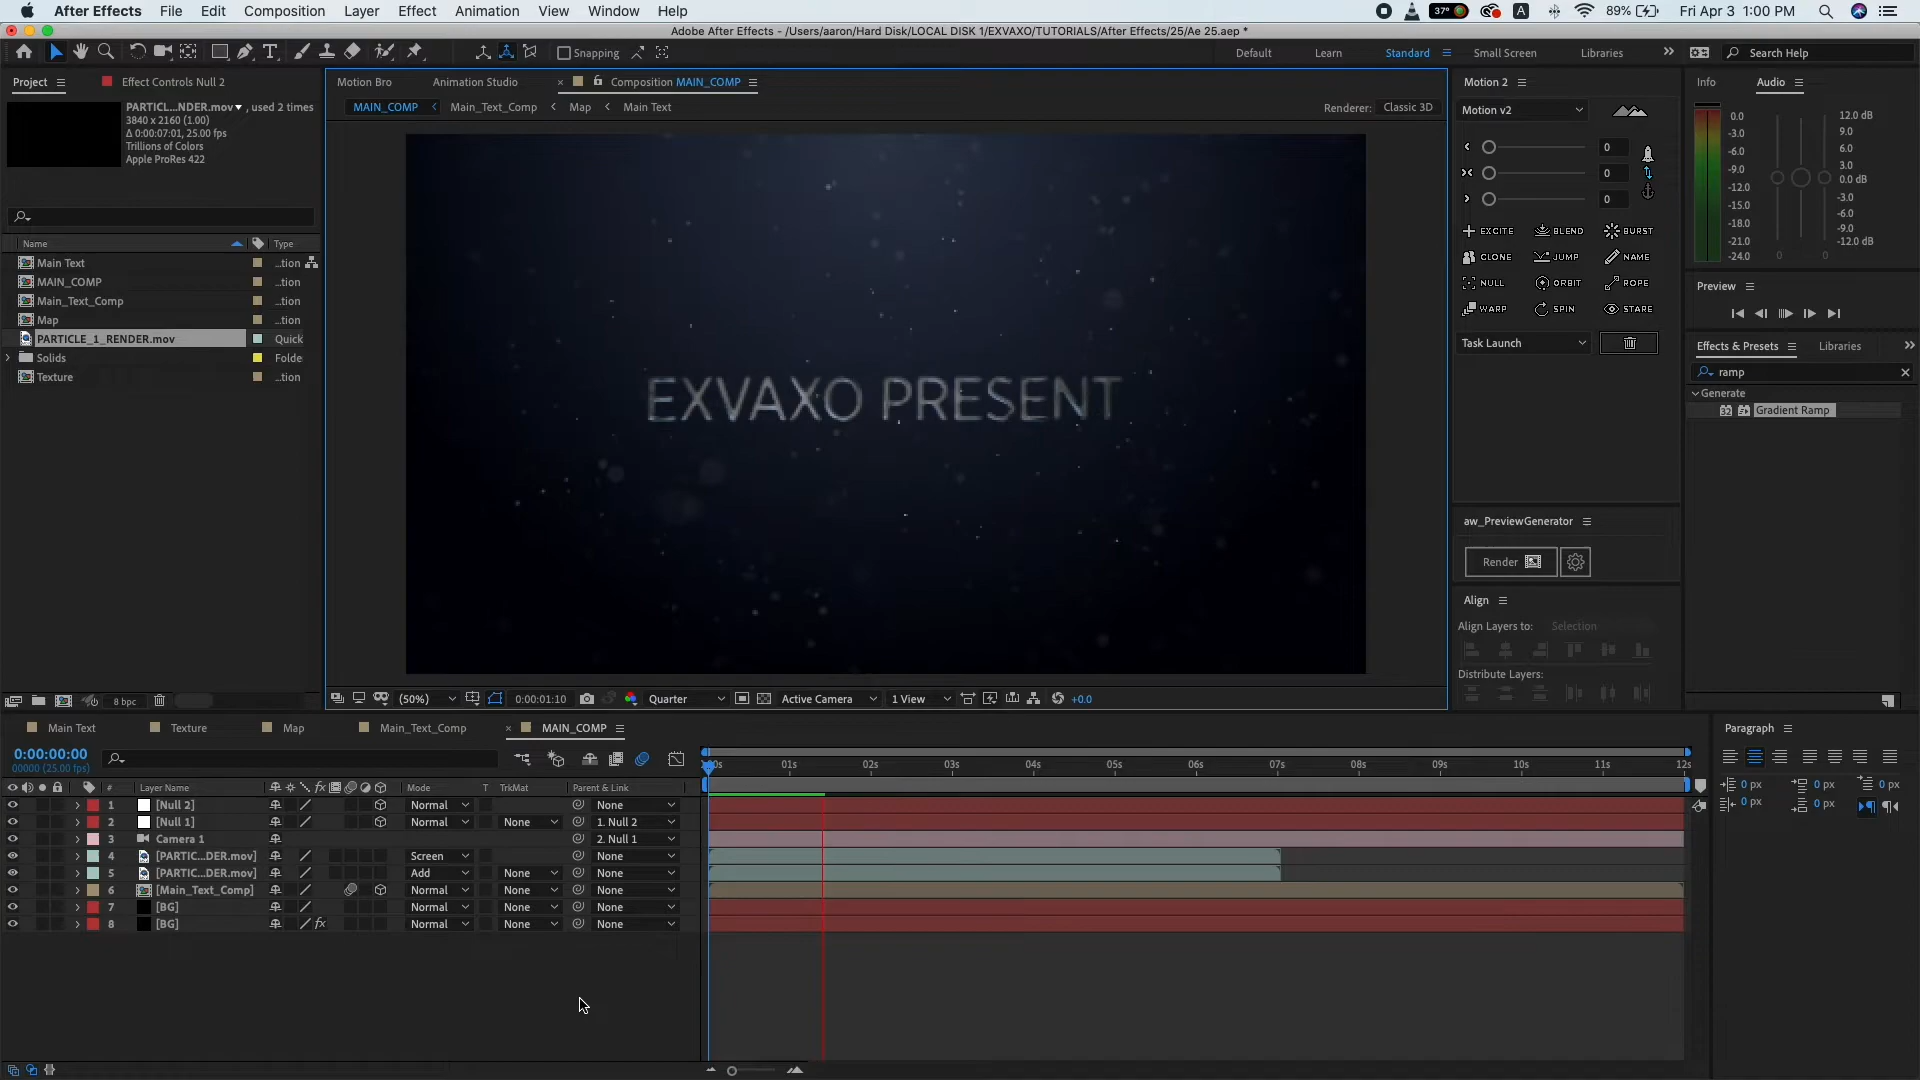 After Effects File Edit Composition Layer Effect Animation View Window Help 37° A 89% Fri Apr 3 1:00 PM
Adobe After Effects - /Users/aaron/Hard Disk/LOCAL DISK 1/EXVAXO/TUTORIALS/After Effects/25/Ae 25.aep *
Snapping Default Learn Standard Small Screen Libraries Search Help
Project Effect Controls Null 2
PARTICL...NDER.mov , used 2 times
3840 x 2160 (1.00)
Δ 0:00:07:01, 25.00 fps
Trillions of Colors
Apple ProRes 422
Name Type
Main Text ...tion
MAIN_COMP ...tion
Main_Text_Comp ...tion
Map ...tion
PARTICLE_1_RENDER.mov Quick
Solids Folde
Texture ...tion
8 bpc
Motion Bro Animation Studio Composition MAIN_COMP
MAIN_COMP Main_Text_Comp Map Main Text Renderer: Classic 3D
EXVAXO PRESENT
(50%) 0:00:01:10 Quarter Active Camera 1 View +0.0
Motion 2
Motion v2
0
0
0
EXCITE BLEND BURST
CLONE JUMP NAME
NULL ORBIT ROPE
WARP SPIN STARE
Task Launch
aw_PreviewGenerator
Render
Align
Align Layers to: Selection
Distribute Layers:
Info Audio
0.0 12.0 dB
-3.0 9.0
-6.0 6.0
-9.0 3.0
-12.0 0.0 dB
-15.0 -3.0
-18.0 -6.0
-21.0 -9.0
-24.0 -12.0 dB
0 0
Preview
Effects & Presets Libraries
ramp
Generate
32 Gradient Ramp
Main Text Texture Map Main_Text_Comp MAIN_COMP
0:00:00:00
00000 (25.00 fps)
:00s 01s 02s 03s 04s 05s 06s 07s 08s 09s 10s 11s 12s
# Layer Name fx Mode T TrkMat Parent & Link
1 [Null 2] Normal None
2 [Null 1] Normal None 1. Null 2
3 Camera 1 2. Null 1
4 [PARTIC...DER.mov] Screen None
5 [PARTIC...DER.mov] Add None None
6 [Main_Text_Comp] Normal None None
7 [BG] Normal None None
8 [BG] fx Normal None None
Paragraph
0 px 0 px 0 px
0 px 0 px